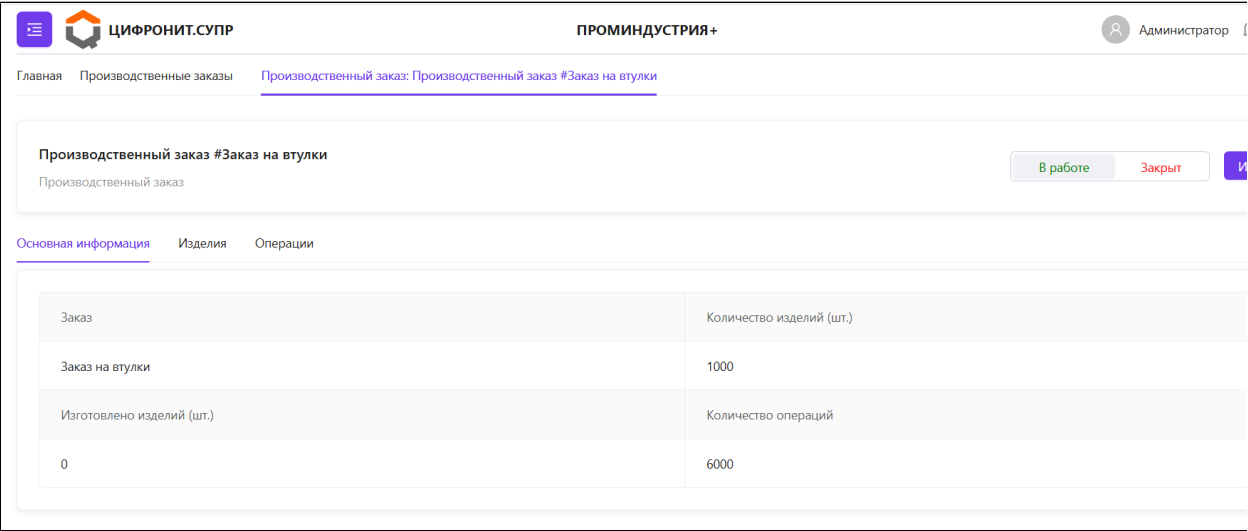 ЦИФРОНИТ.СУПР ПРОМИНДУСТРИЯ+ Администратор
Главная Производственные заказы Производственный заказ: Производственный заказ #Заказ на втулки
Производственный заказ #Заказ на втулки
Производственный заказ
В работе Закрыт
Основная информация Изделия Операции
Заказ Количество изделий (шт.)
Заказ на втулки 1000
Изготовлено изделий (шт.) Количество операций
0 6000